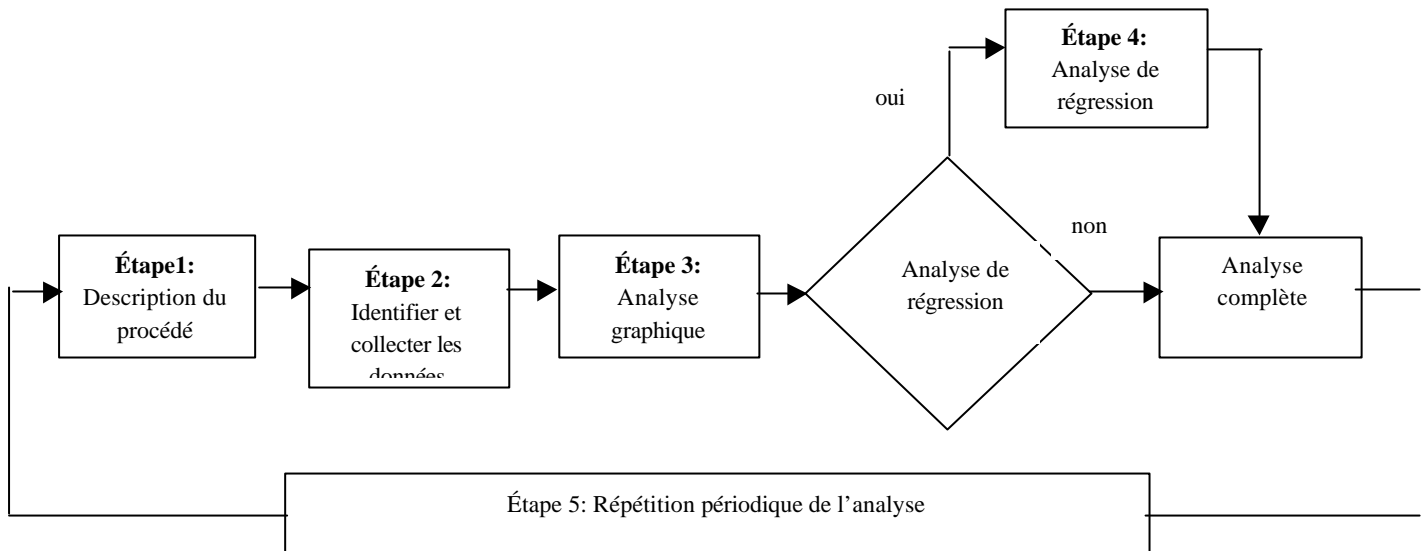 Étape1:
Description du
procédé
Étape 2:
Identifier et
collecter les
données
Étape 3:
Analyse
graphique
Analyse de
régression
oui
non
Étape 4:
Analyse de
régression
Analyse
complète
Étape 5: Répétition périodique de l’analyse